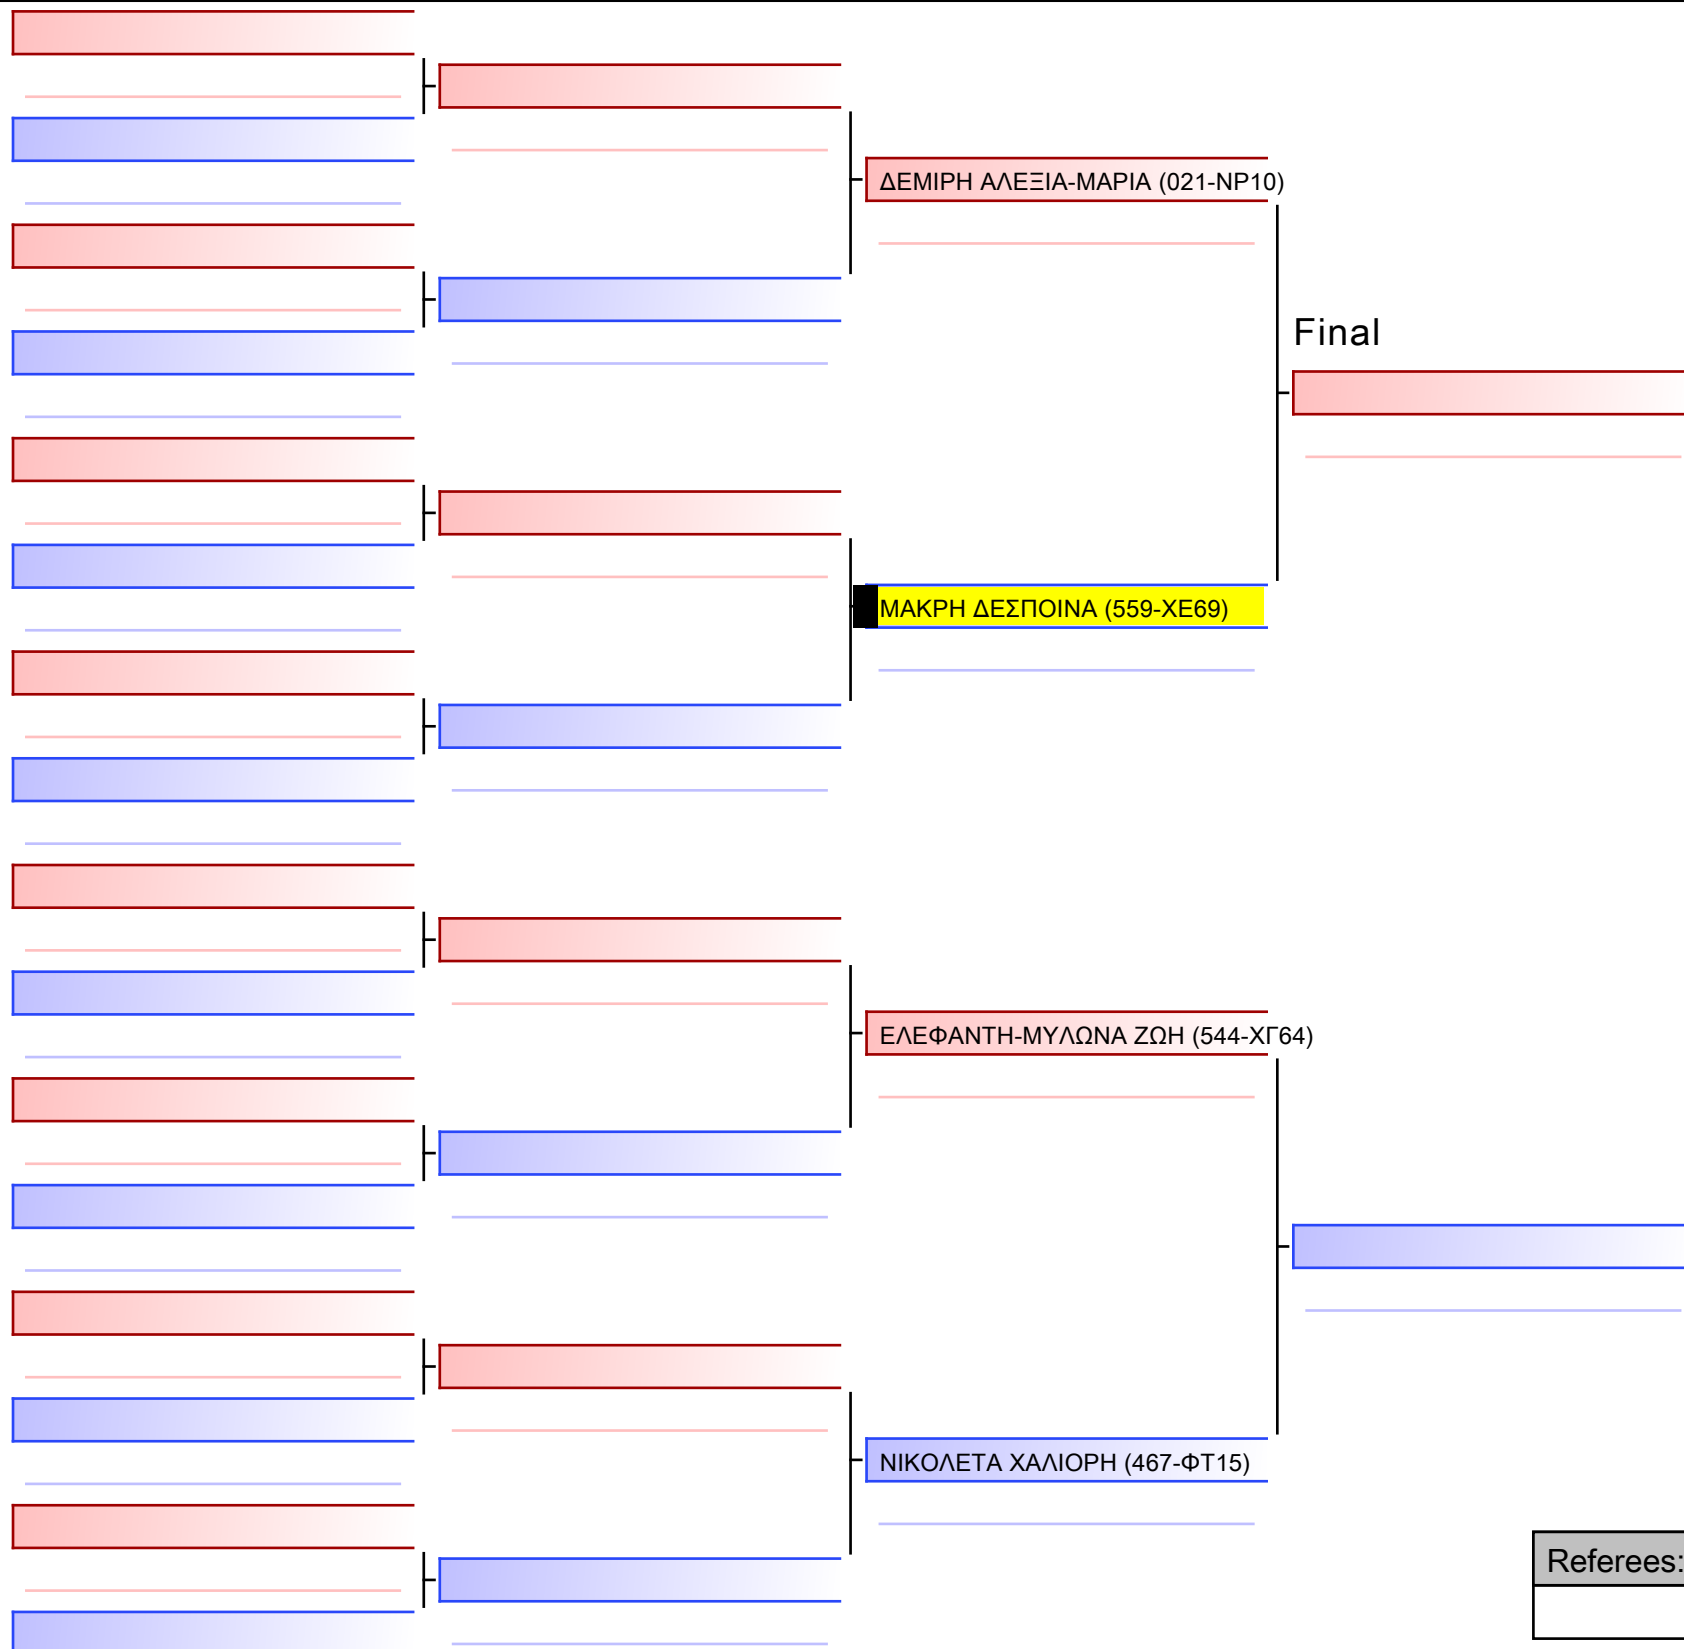 ΔΕΜΙΡΗ ΑΛΕΞΙΑ-ΜΑΡΙΑ (021-ΝΡ10)
Final
ΜΑΚΡΗ ΔΕΣΠΟΙΝΑ (559-ΧΕ69)
ΕΛΕΦΑΝΤΗ-ΜΥΛΩΝΑ ΖΩΗ (544-ΧΓ64)
ΝΙΚΟΛΕΤΑ ΧΑΛΙΟΡΗ (467-ΦΤ15)
Referees: